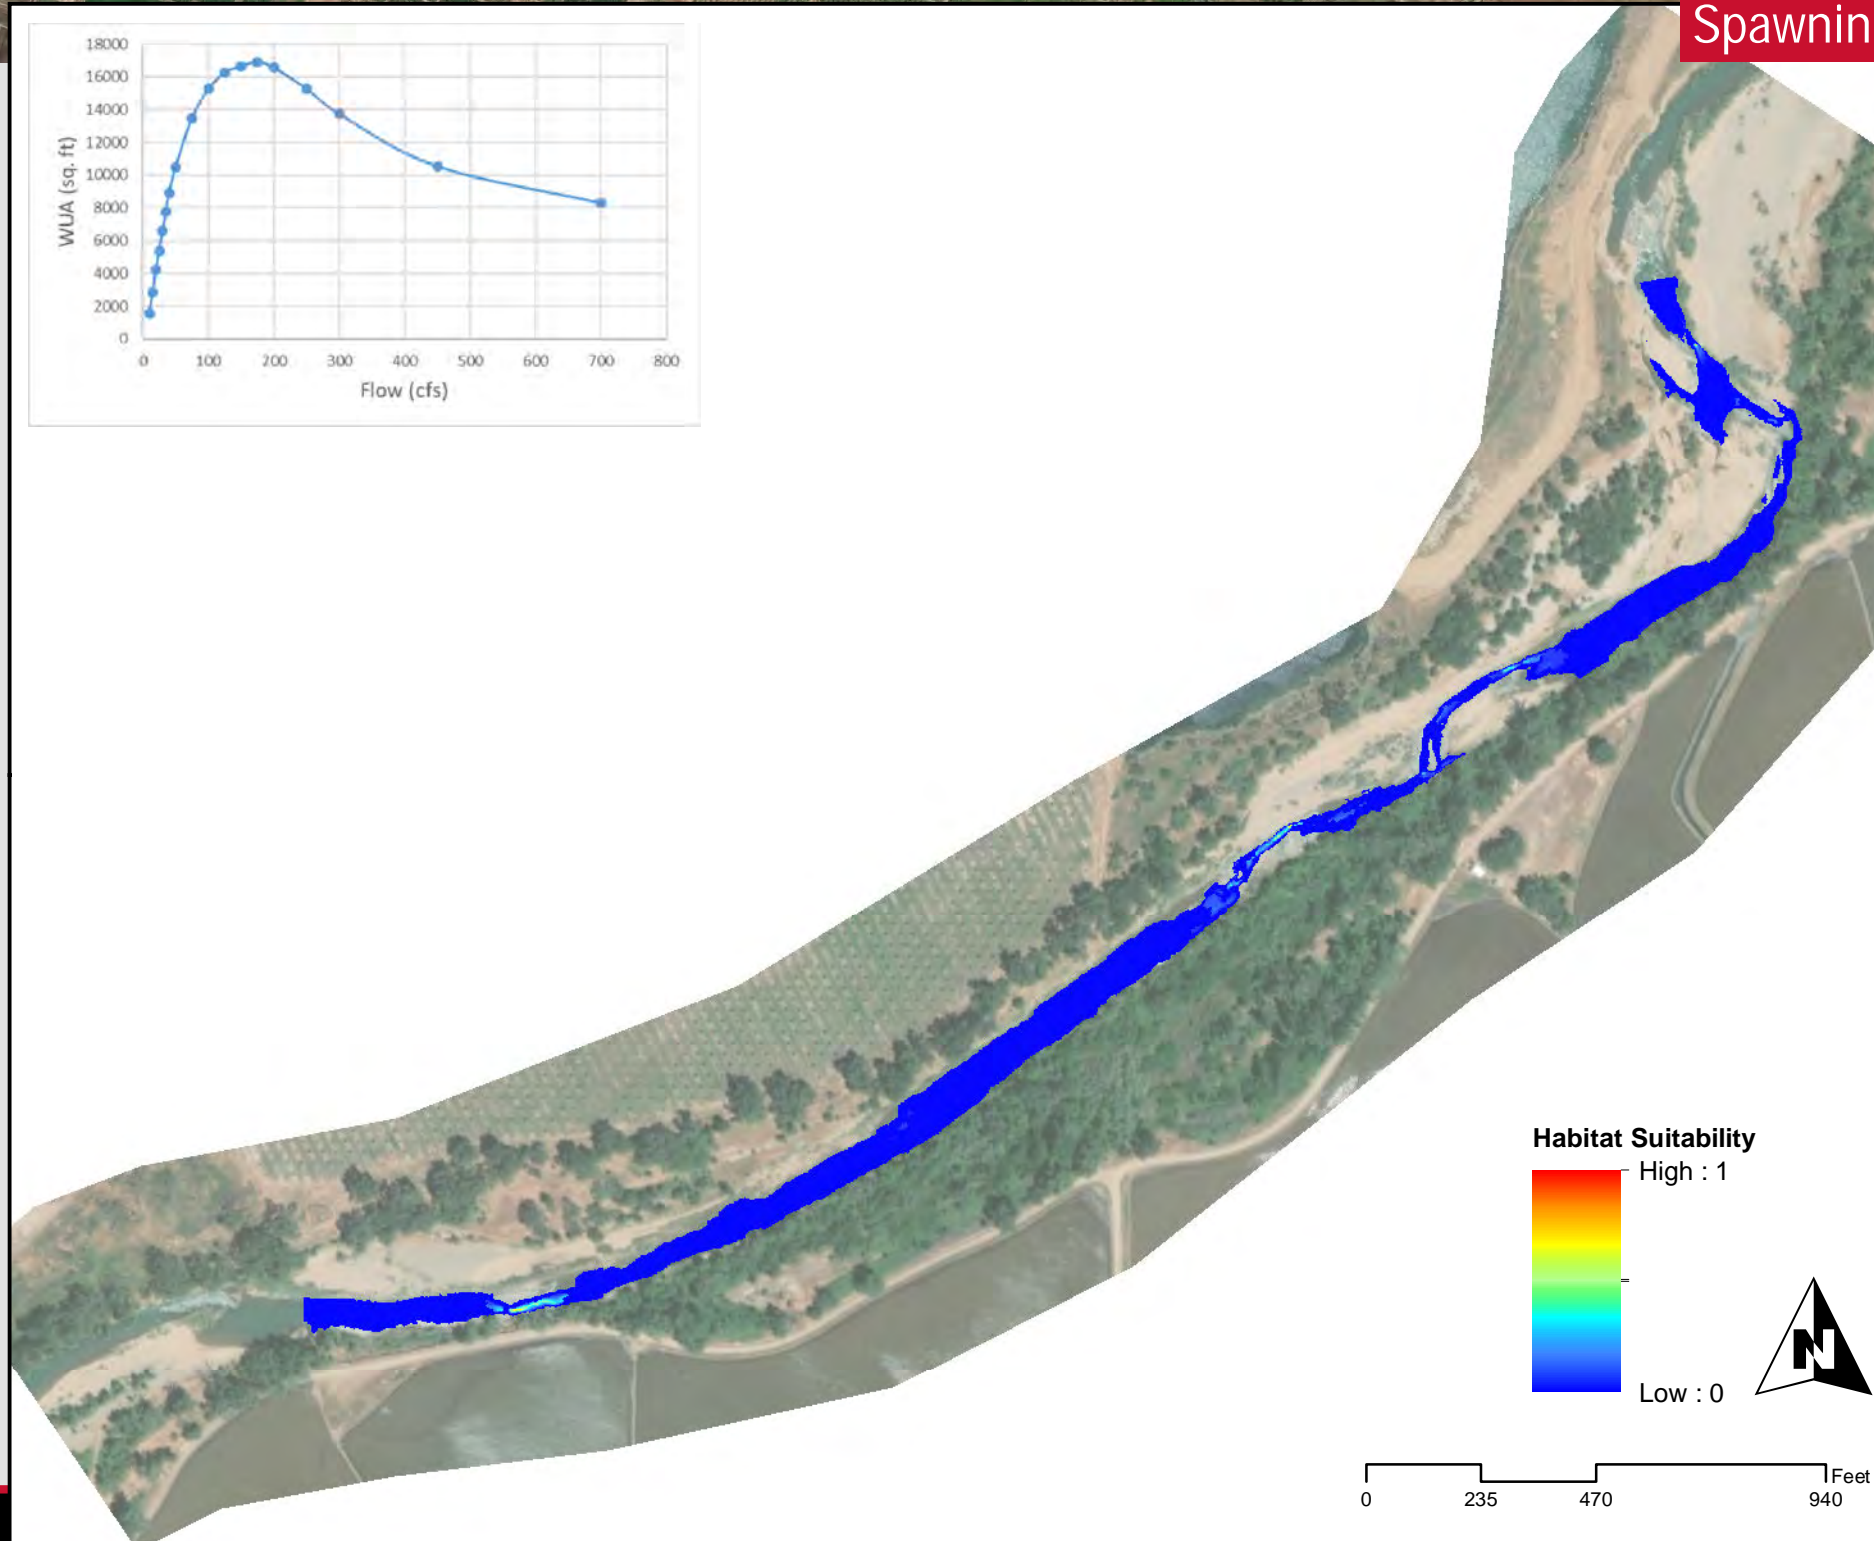 Spawnin
18000
16000
14000
12000
10000
8000
6000
4000
2000
0
WUA (sq. ft)
0 100 200 300 400 500 600 700 800
Flow (cfs)
Habitat Suitability
High : 1
Low : 0
N
Feet
0 235 470 940